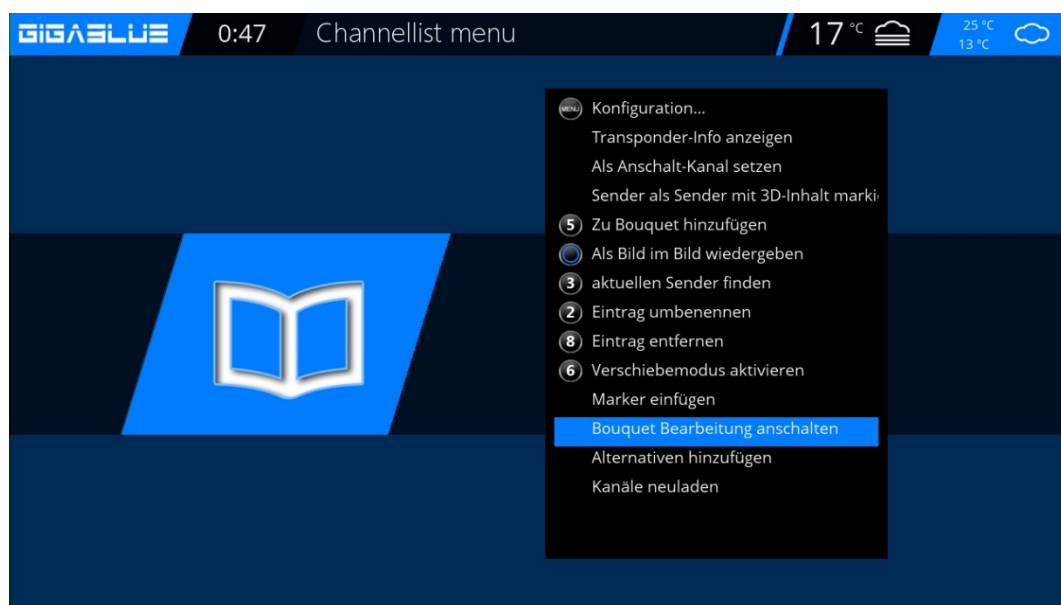 GIGABLUE 0:47 Channellist menu 17 °C 25 °C
13 °C
MENU Konfiguration...
Transponder-Info anzeigen
Als Anschalt-Kanal setzen
Sender als Sender mit 3D-Inhalt marki
5 Zu Bouquet hinzufügen
Als Bild im Bild wiedergeben
3 aktuellen Sender finden
2 Eintrag umbenennen
8 Eintrag entfernen
6 Verschiebemodus aktivieren
Marker einfügen
Bouquet Bearbeitung anschalten
Alternativen hinzufügen
Kanäle neuladen